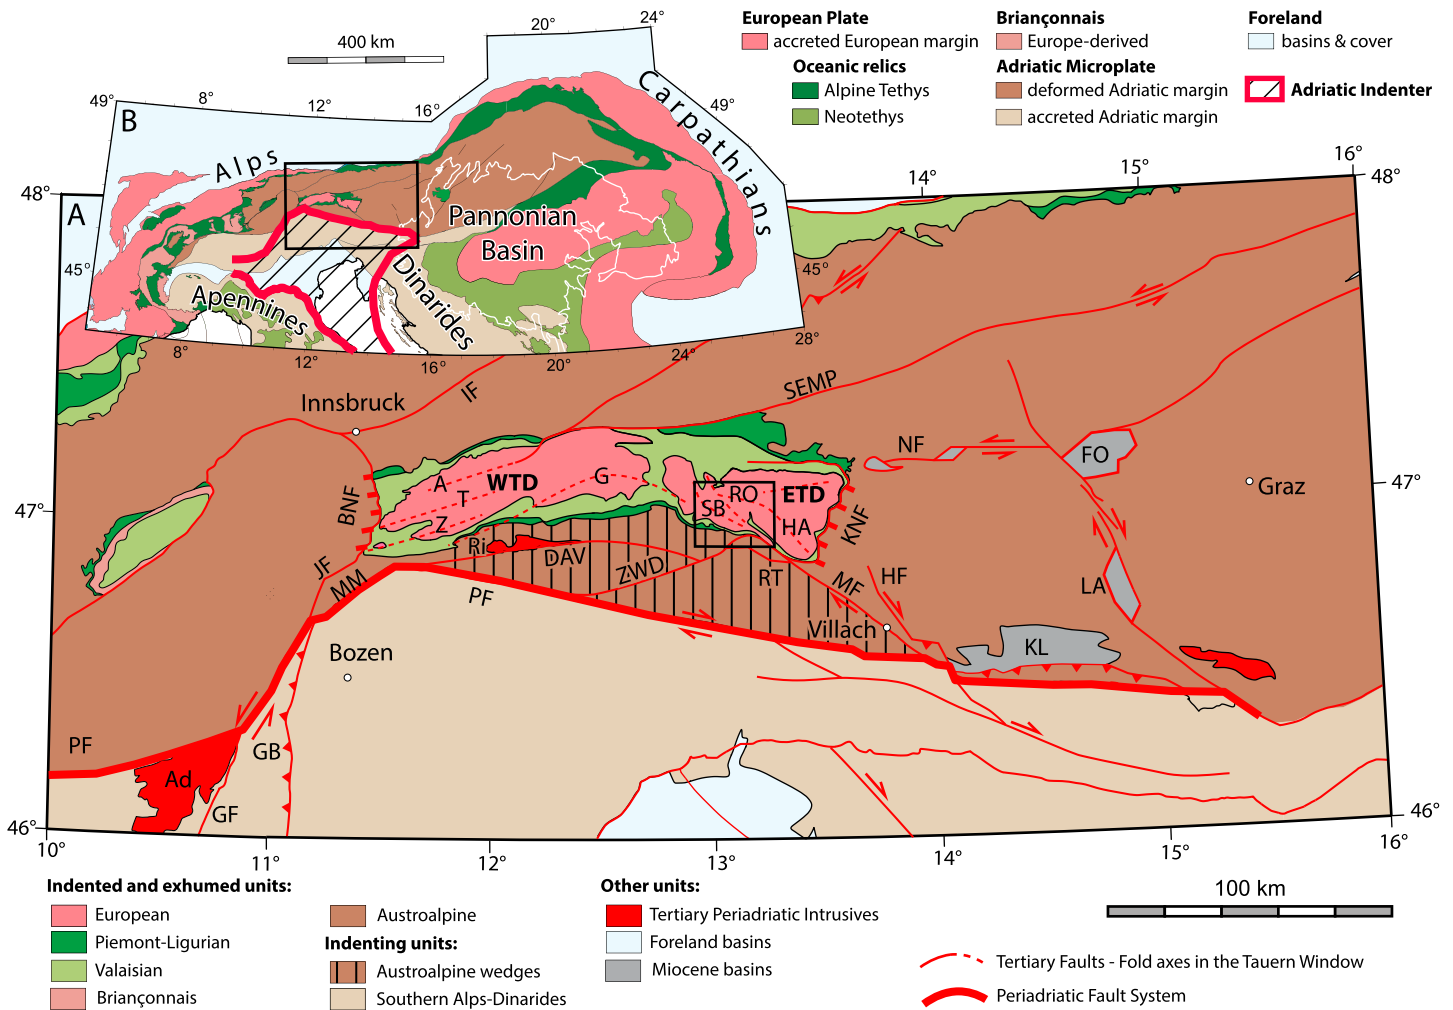 European Plate
accreted European margin
Oceanic relics
Alpine Tethys
Neotethys
Briançonnais
Europe-derived
Adriatic Microplate
deformed Adriatic margin
accreted Adriatic margin
Foreland
basins & cover
Adriatic Indenter
400 km
20°
24°
49°
8°
12°
16°
49°
B
Alps
Carpathians
Pannonian
Basin
Dinarides
Apennines
45°
45°
8°
12°
16°
20°
24°
28°
14°
15°
16°
48°
48°
A
Innsbruck
IF
SEMP
NF
FO
Graz
47°
47°
BNF
A
T
Z
WTD
G
RO
ETD
SB
HA
KNF
JF
MM
Ri
DAV
ZWD
RT
MF
HF
LA
PF
Villach
KL
Bozen
PF
Ad
GB
GF
46°
46°
10°
11°
12°
13°
14°
15°
16°
Indented and exhumed units:
European
Piemont-Ligurian
Valaisian
Briançonnais
Austroalpine
Indenting units:
Austroalpine wedges
Southern Alps-Dinarides
Other units:
Tertiary Periadriatic Intrusives
Foreland basins
Miocene basins
100 km
Tertiary Faults - Fold axes in the Tauern Window
Periadriatic Fault System